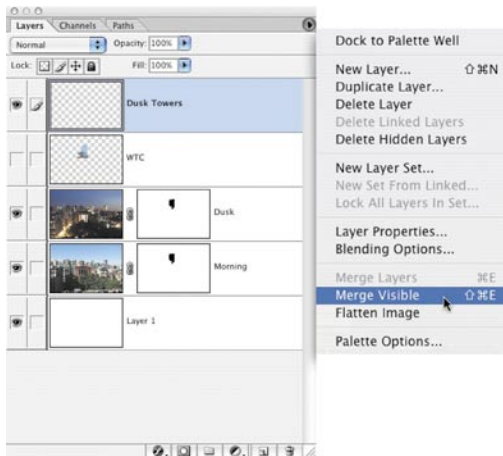 Layers Channels Paths
Normal Opacity: 100%
Lock: Fill: 100%
Dusk Towers
WTC
Dusk
Morning
Layer 1
Dock to Palette Well
New Layer... ⇧⌘N
Duplicate Layer...
Delete Layer
Delete Linked Layers
Delete Hidden Layers
New Layer Set...
New Set From Linked...
Lock All Layers In Set...
Layer Properties...
Blending Options...
Merge Layers ⌘E
Merge Visible ⇧⌘E
Flatten Image
Palette Options...